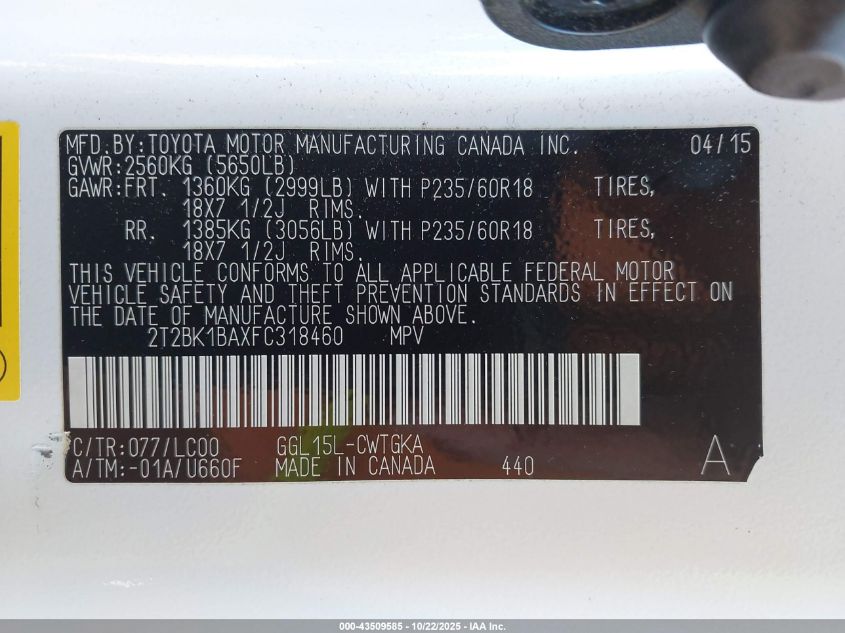 MFD.BY:TOYOTA MOTOR MANUFACTURING CANADA INC. 04/15
GVWR:2560KG (5650LB)
GAWR:FRT. 1360KG (2999LB) WITH P235/60R18 TIRES,
18X7 1/2J RIMS.
RR. 1385KG (3056LB) WITH P235/60R18 TIRES,
18X7 1/2J RIMS.
THIS VEHICLE CONFORMS TO ALL APPLICABLE FEDERAL MOTOR
VEHICLE SAFETY AND THEFT PREVENTION STANDARDS IN EFFECT ON
THE DATE OF MANUFACTURE SHOWN ABOVE.
2T2BK1BAXFC318460 MPV
C/TR:077/LC00 GGL15L-CWTGKA
A/TM:-01A/U660F MADE IN CANADA 440 A
000-43509585 - 10/22/2025 - IAA Inc.